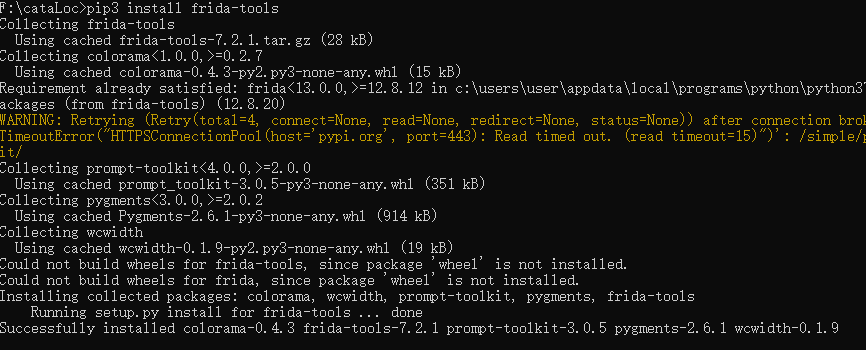 F:\cataLoc>pip3 install frida-tools
Collecting frida-tools
  Using cached frida-tools-7.2.1.tar.gz (28 kB)
Collecting colorama<1.0.0,>=0.2.7
  Using cached colorama-0.4.3-py2.py3-none-any.whl (15 kB)
Requirement already satisfied: frida<13.0.0,>=12.8.12 in c:\users\user\appdata\local\programs\python\python37
ackages (from frida-tools) (12.8.20)
WARNING: Retrying (Retry(total=4, connect=None, read=None, redirect=None, status=None)) after connection brok
TimeoutError("HTTPSConnectionPool(host='pypi.org', port=443): Read timed out. (read timeout=15)")': /simple/p
it/
Collecting prompt-toolkit<4.0.0,>=2.0.0
  Using cached prompt_toolkit-3.0.5-py3-none-any.whl (351 kB)
Collecting pygments<3.0.0,>=2.0.2
  Using cached Pygments-2.6.1-py3-none-any.whl (914 kB)
Collecting wcwidth
  Using cached wcwidth-0.1.9-py2.py3-none-any.whl (19 kB)
Could not build wheels for frida-tools, since package 'wheel' is not installed.
Could not build wheels for frida, since package 'wheel' is not installed.
Installing collected packages: colorama, wcwidth, prompt-toolkit, pygments, frida-tools
    Running setup.py install for frida-tools ... done
Successfully installed colorama-0.4.3 frida-tools-7.2.1 prompt-toolkit-3.0.5 pygments-2.6.1 wcwidth-0.1.9